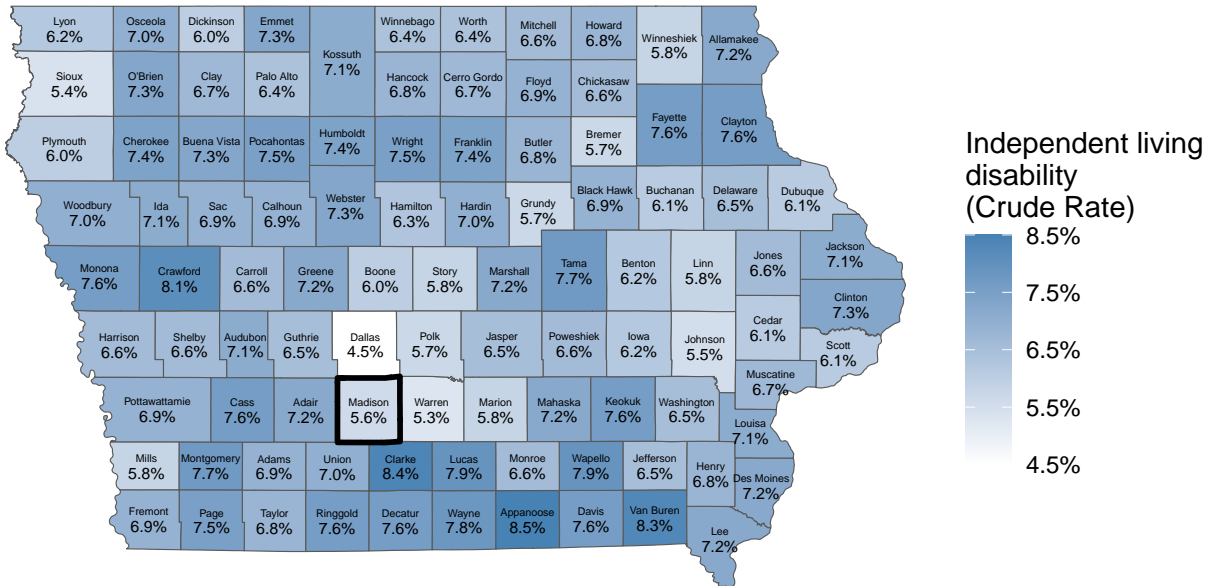 Lyon
6.2%
Osceola
7.0%
Dickinson
6.0%
Emmet
7.3%
Kossuth
7.1%
Winnebago
6.4%
Worth
6.4%
Mitchell
6.6%
Howard
6.8%
Winneshiek
5.8%
Allamakee
7.2%
Sioux
5.4%
O'Brien
7.3%
Clay
6.7%
Palo Alto
6.4%
Hancock
6.8%
Cerro Gordo
6.7%
Floyd
6.9%
Chickasaw
6.6%
Fayette
7.6%
Clayton
7.6%
Plymouth
6.0%
Cherokee
7.4%
Buena Vista
7.3%
Pocahontas
7.5%
Humboldt
7.4%
Wright
7.5%
Franklin
7.4%
Butler
6.8%
Bremer
5.7%
Woodbury
7.0%
Ida
7.1%
Sac
6.9%
Calhoun
6.9%
Webster
7.3%
Hamilton
6.3%
Hardin
7.0%
Grundy
5.7%
Black Hawk
6.9%
Buchanan
6.1%
Delaware
6.5%
Dubuque
6.1%
Monona
7.6%
Crawford
8.1%
Carroll
6.6%
Greene
7.2%
Boone
6.0%
Story
5.8%
Marshall
7.2%
Tama
7.7%
Benton
6.2%
Linn
5.8%
Jones
6.6%
Jackson
7.1%
Clinton
7.3%
Harrison
6.6%
Shelby
6.6%
Audubon
7.1%
Guthrie
6.5%
Dallas
4.5%
Polk
5.7%
Jasper
6.5%
Poweshiek
6.6%
Iowa
6.2%
Johnson
5.5%
Cedar
6.1%
Scott
6.1%
Muscatine
6.7%
Pottawattamie
6.9%
Cass
7.6%
Adair
7.2%
Madison
5.6%
Warren
5.3%
Marion
5.8%
Mahaska
7.2%
Keokuk
7.6%
Washington
6.5%
Louisa
7.1%
Mills
5.8%
Montgomery
7.7%
Adams
6.9%
Union
7.0%
Clarke
8.4%
Lucas
7.9%
Monroe
6.6%
Wapello
7.9%
Jefferson
6.5%
Henry
6.8%
Des Moines
7.2%
Fremont
6.9%
Page
7.5%
Taylor
6.8%
Ringgold
7.6%
Decatur
7.6%
Wayne
7.8%
Appanoose
8.5%
Davis
7.6%
Van Buren
8.3%
Lee
7.2%
Independent living
disability
(Crude Rate)
8.5%
7.5%
6.5%
5.5%
4.5%